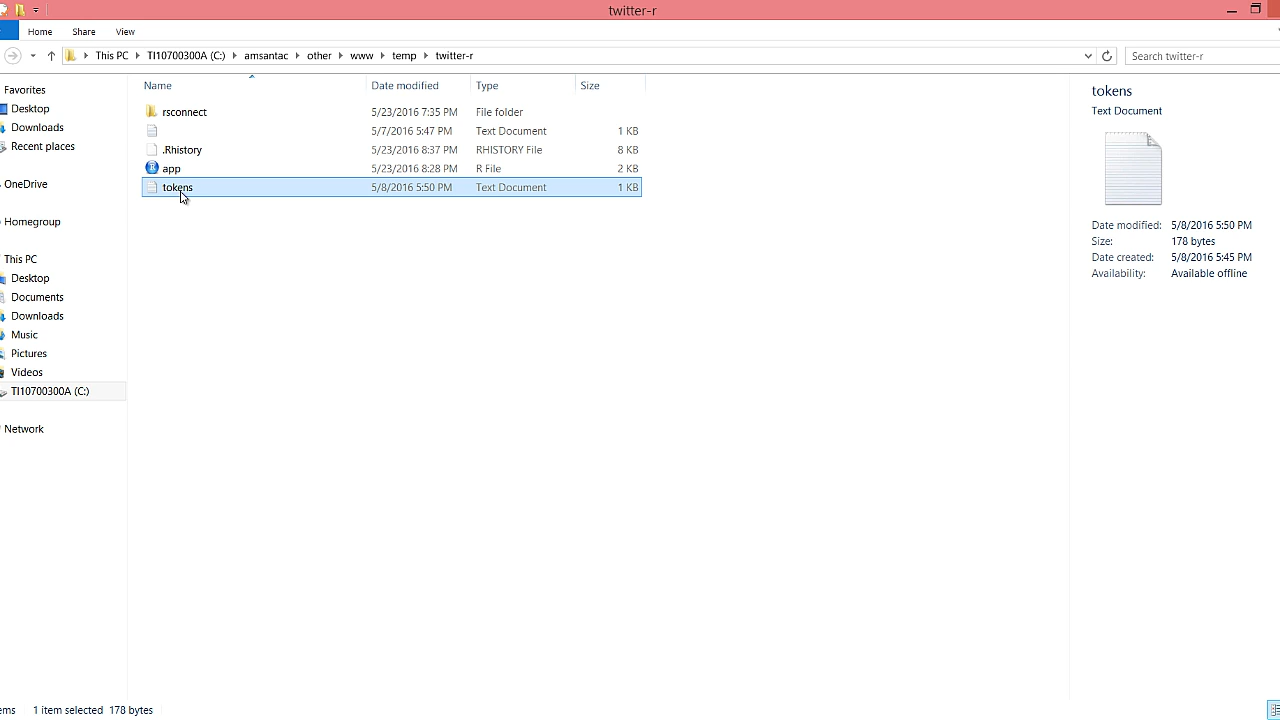 twitter-r
Home Share View
This PC TI10700300A (C:) amsantac other www temp twitter-r Search twitter-r
Name Date modified Type Size
rsconnect 5/23/2016 7:35 PM File folder
5/7/2016 5:47 PM Text Document 1 KB
.Rhistory 5/23/2016 8:37 PM RHISTORY File 8 KB
app 5/23/2016 8:28 PM R File 2 KB
tokens 5/8/2016 5:50 PM Text Document 1 KB
Favorites
Desktop
Downloads
Recent places
OneDrive
Homegroup
This PC
Desktop
Documents
Downloads
Music
Pictures
Videos
TI10700300A (C:)
Network
tokens
Text Document
Date modified: 5/8/2016 5:50 PM
Size: 178 bytes
Date created: 5/8/2016 5:45 PM
Availability: Available offline
ems 1 item selected 178 bytes